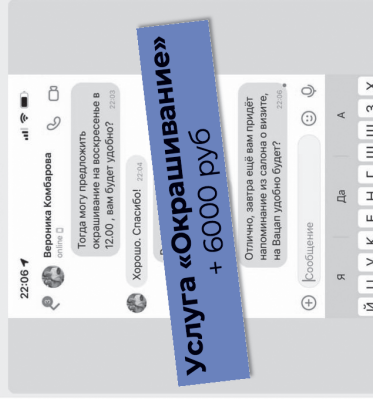 22:06
3
Вероника Комбарова
online
Тогда могу предложить
окрашивание на воскресенье в
12.00 , вам будет удобно?
22:03
Хорошо. Спасибо!
22:04
Услуга «Окрашивание»
+ 6000 руб
Отлично, завтра ещё вам придёт
напоминание из салона о визите,
на Вацап удобно будет?
22:06
Сообщение
Я Да А
Й Ц У К Е Н Г Ш Щ З Х